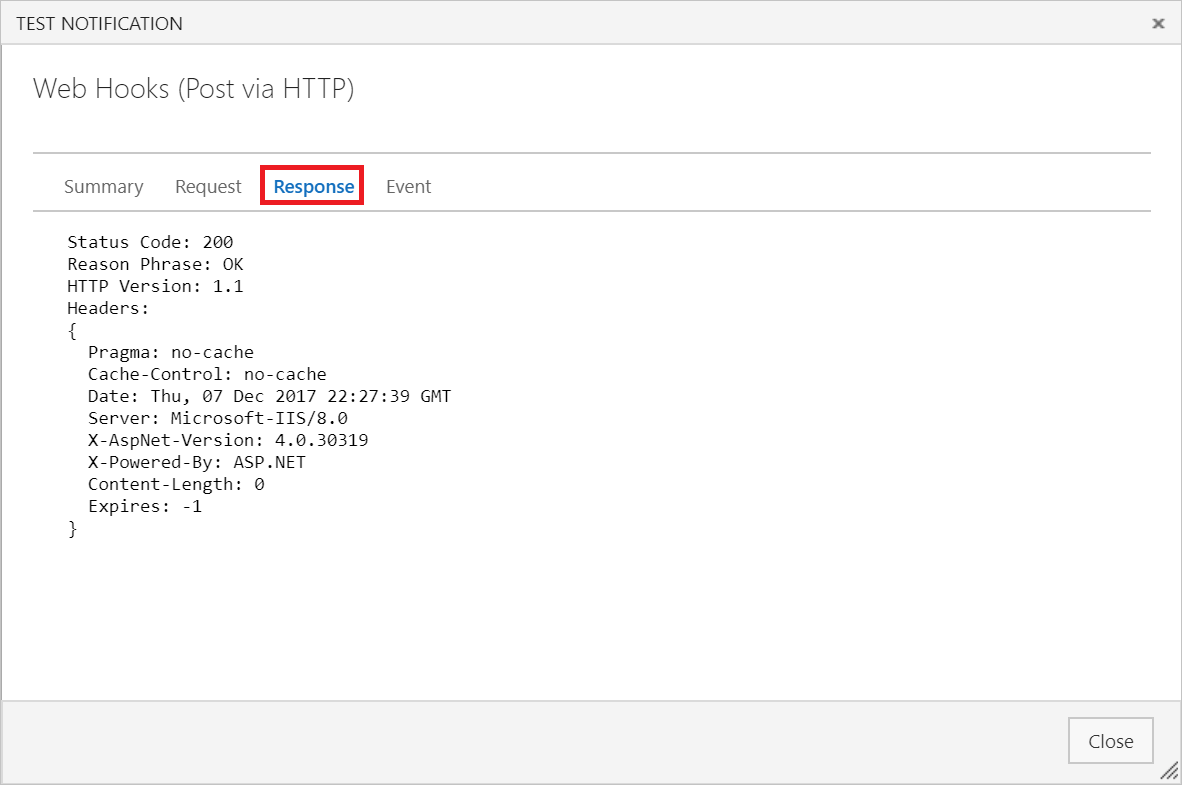 TEST NOTIFICATION
Web Hooks (Post via HTTP)
Summary Request Response Event
Status Code: 200
Reason Phrase: OK
HTTP Version: 1.1
Headers:
{
Pragma: no-cache
Cache-Control: no-cache
Date: Thu, 07 Dec 2017 22:27:39 GMT
Server: Microsoft-IIS/8.0
X-AspNet-Version: 4.0.30319
X-Powered-By: ASP.NET
Content-Length: 0
Expires: -1
}
Close